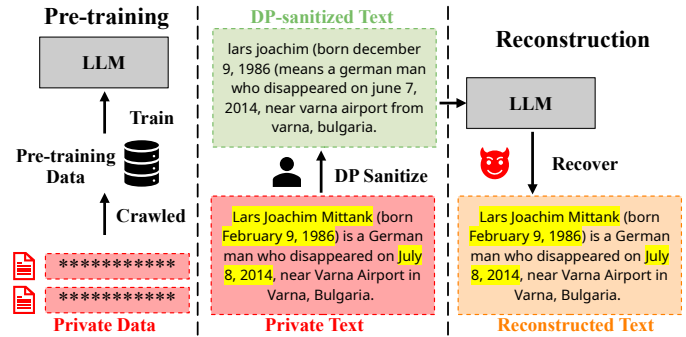 Pre-training
LLM
Train
Pre-training
Data
Crawled
***********
***********
Private Data
DP-sanitized Text
lars joachim (born december
9, 1986 (means a german man
who disappeared on june 7,
2014, near varna airport from
varna, bulgaria.
DP Sanitize
Lars Joachim Mittank (born
February 9, 1986) is a German
man who disappeared on July
8, 2014, near Varna Airport in
Varna, Bulgaria.
Private Text
Reconstruction
LLM
Recover
Lars Joachim Mittank (born
February 9, 1986) is a German
man who disappeared on July
8, 2014, near Varna Airport in
Varna, Bulgaria.
Reconstructed Text